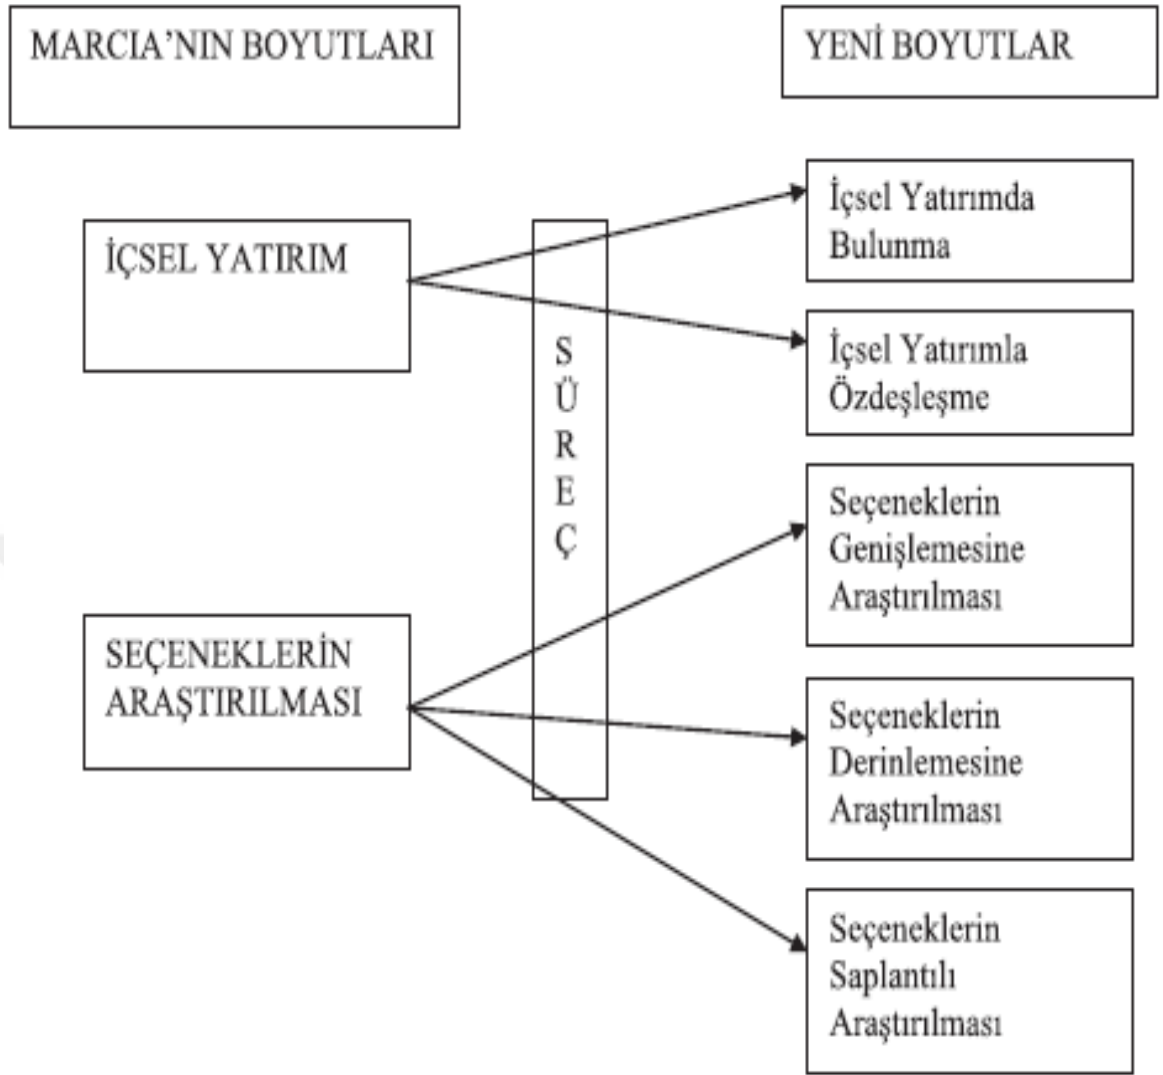 MARCIA’NIN BOYUTLARI
YENİ BOYUTLAR
İÇSEL YATIRIM
SEÇENEKLERİN
ARAŞTIRILMASI
S
Ü
R
E
Ç
İçsel Yatırımda
Bulunma
İçsel Yatırımla
Özdeşleşme
Seçeneklerin
Genişlemesine
Araştırılması
Seçeneklerin
Derinlemesine
Araştırılması
Seçeneklerin
Saplantılı
Araştırılması